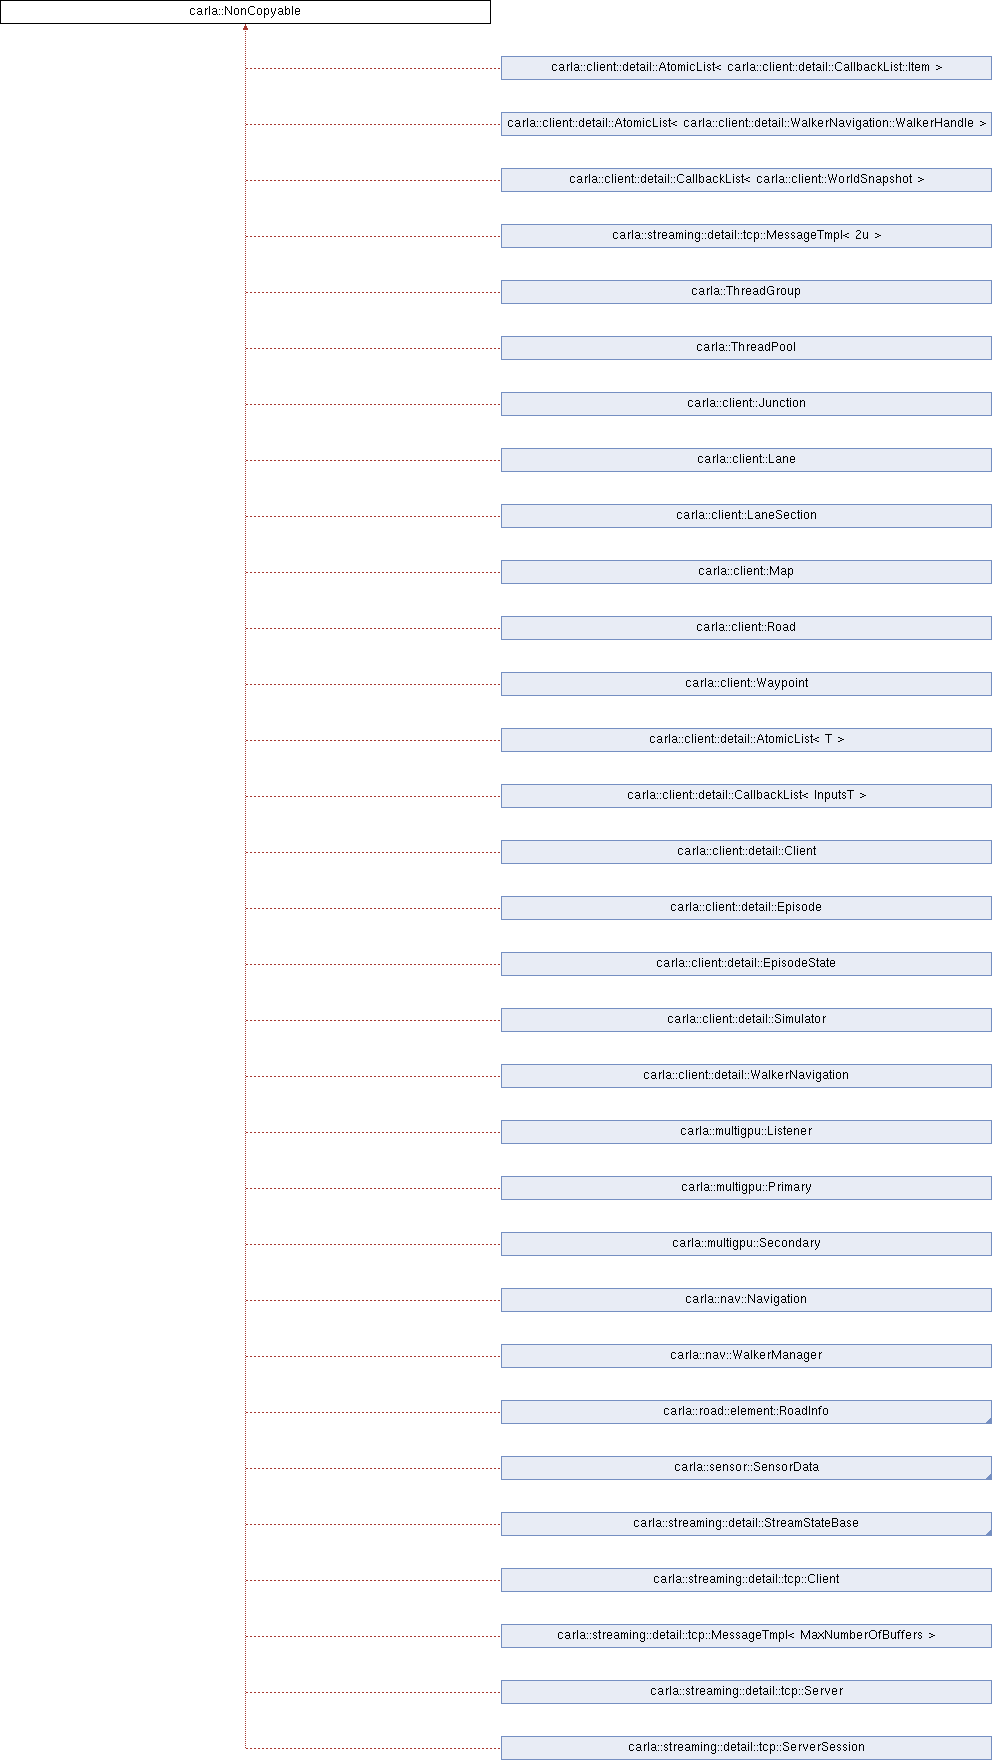 carla::NonCopyable
carla::client::detail::AtomicList< carla::client::detail::CallbackList::Item >
carla::client::detail::AtomicList< carla::client::detail::WalkerNavigation::WalkerHandle >
carla::client::detail::CallbackList< carla::client::WorldSnapshot >
carla::streaming::detail::tcp::MessageTmpl< 2u >
carla::ThreadGroup
carla::ThreadPool
carla::client::Junction
carla::client::Lane
carla::client::LaneSection
carla::client::Map
carla::client::Road
carla::client::Waypoint
carla::client::detail::AtomicList< T >
carla::client::detail::CallbackList< InputsT >
carla::client::detail::Client
carla::client::detail::Episode
carla::client::detail::EpisodeState
carla::client::detail::Simulator
carla::client::detail::WalkerNavigation
carla::multigpu::Listener
carla::multigpu::Primary
carla::multigpu::Secondary
carla::nav::Navigation
carla::nav::WalkerManager
carla::road::element::RoadInfo
carla::sensor::SensorData
carla::streaming::detail::StreamStateBase
carla::streaming::detail::tcp::Client
carla::streaming::detail::tcp::MessageTmpl< MaxNumberOfBuffers >
carla::streaming::detail::tcp::Server
carla::streaming::detail::tcp::ServerSession